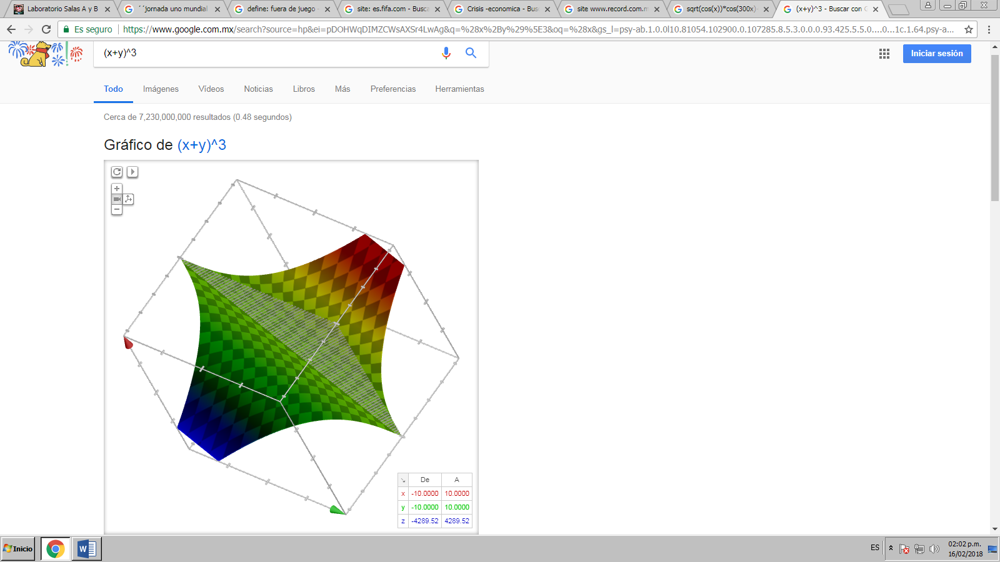 Laboratorio Salas A y B
´´jornada uno mundial
define: fuera de juego -
site: es.fifa.com - Busca
Crisis -economica - Bus
site www.record.com.m
sqrt(cos(x))*cos(300x)
(x+y)^3 - Buscar con G
Es seguro
https://www.google.com.mx/search?source=hp&ei=pDOHWqDIMZCWsAXSr4LwAg&q=%28x%2By%29%5E3&oq=%28x&gs_l=psy-ab.1.0.0l10.81054.102900.0.107285.8.5.3.0.0.0.93.425.5.5.0....0...1c.1.64.psy-a...
(x+y)^3
Iniciar sesión
Todo
Imágenes
Vídeos
Noticias
Libros
Más
Preferencias
Herramientas
Cerca de 7,230,000,000 resultados (0.48 segundos)
Gráfico de (x+y)^3
De A
x -10.0000 10.0000
y -10.0000 10.0000
z -4289.52 4289.52
Inicio
ES
02:02 p.m.
16/02/2018